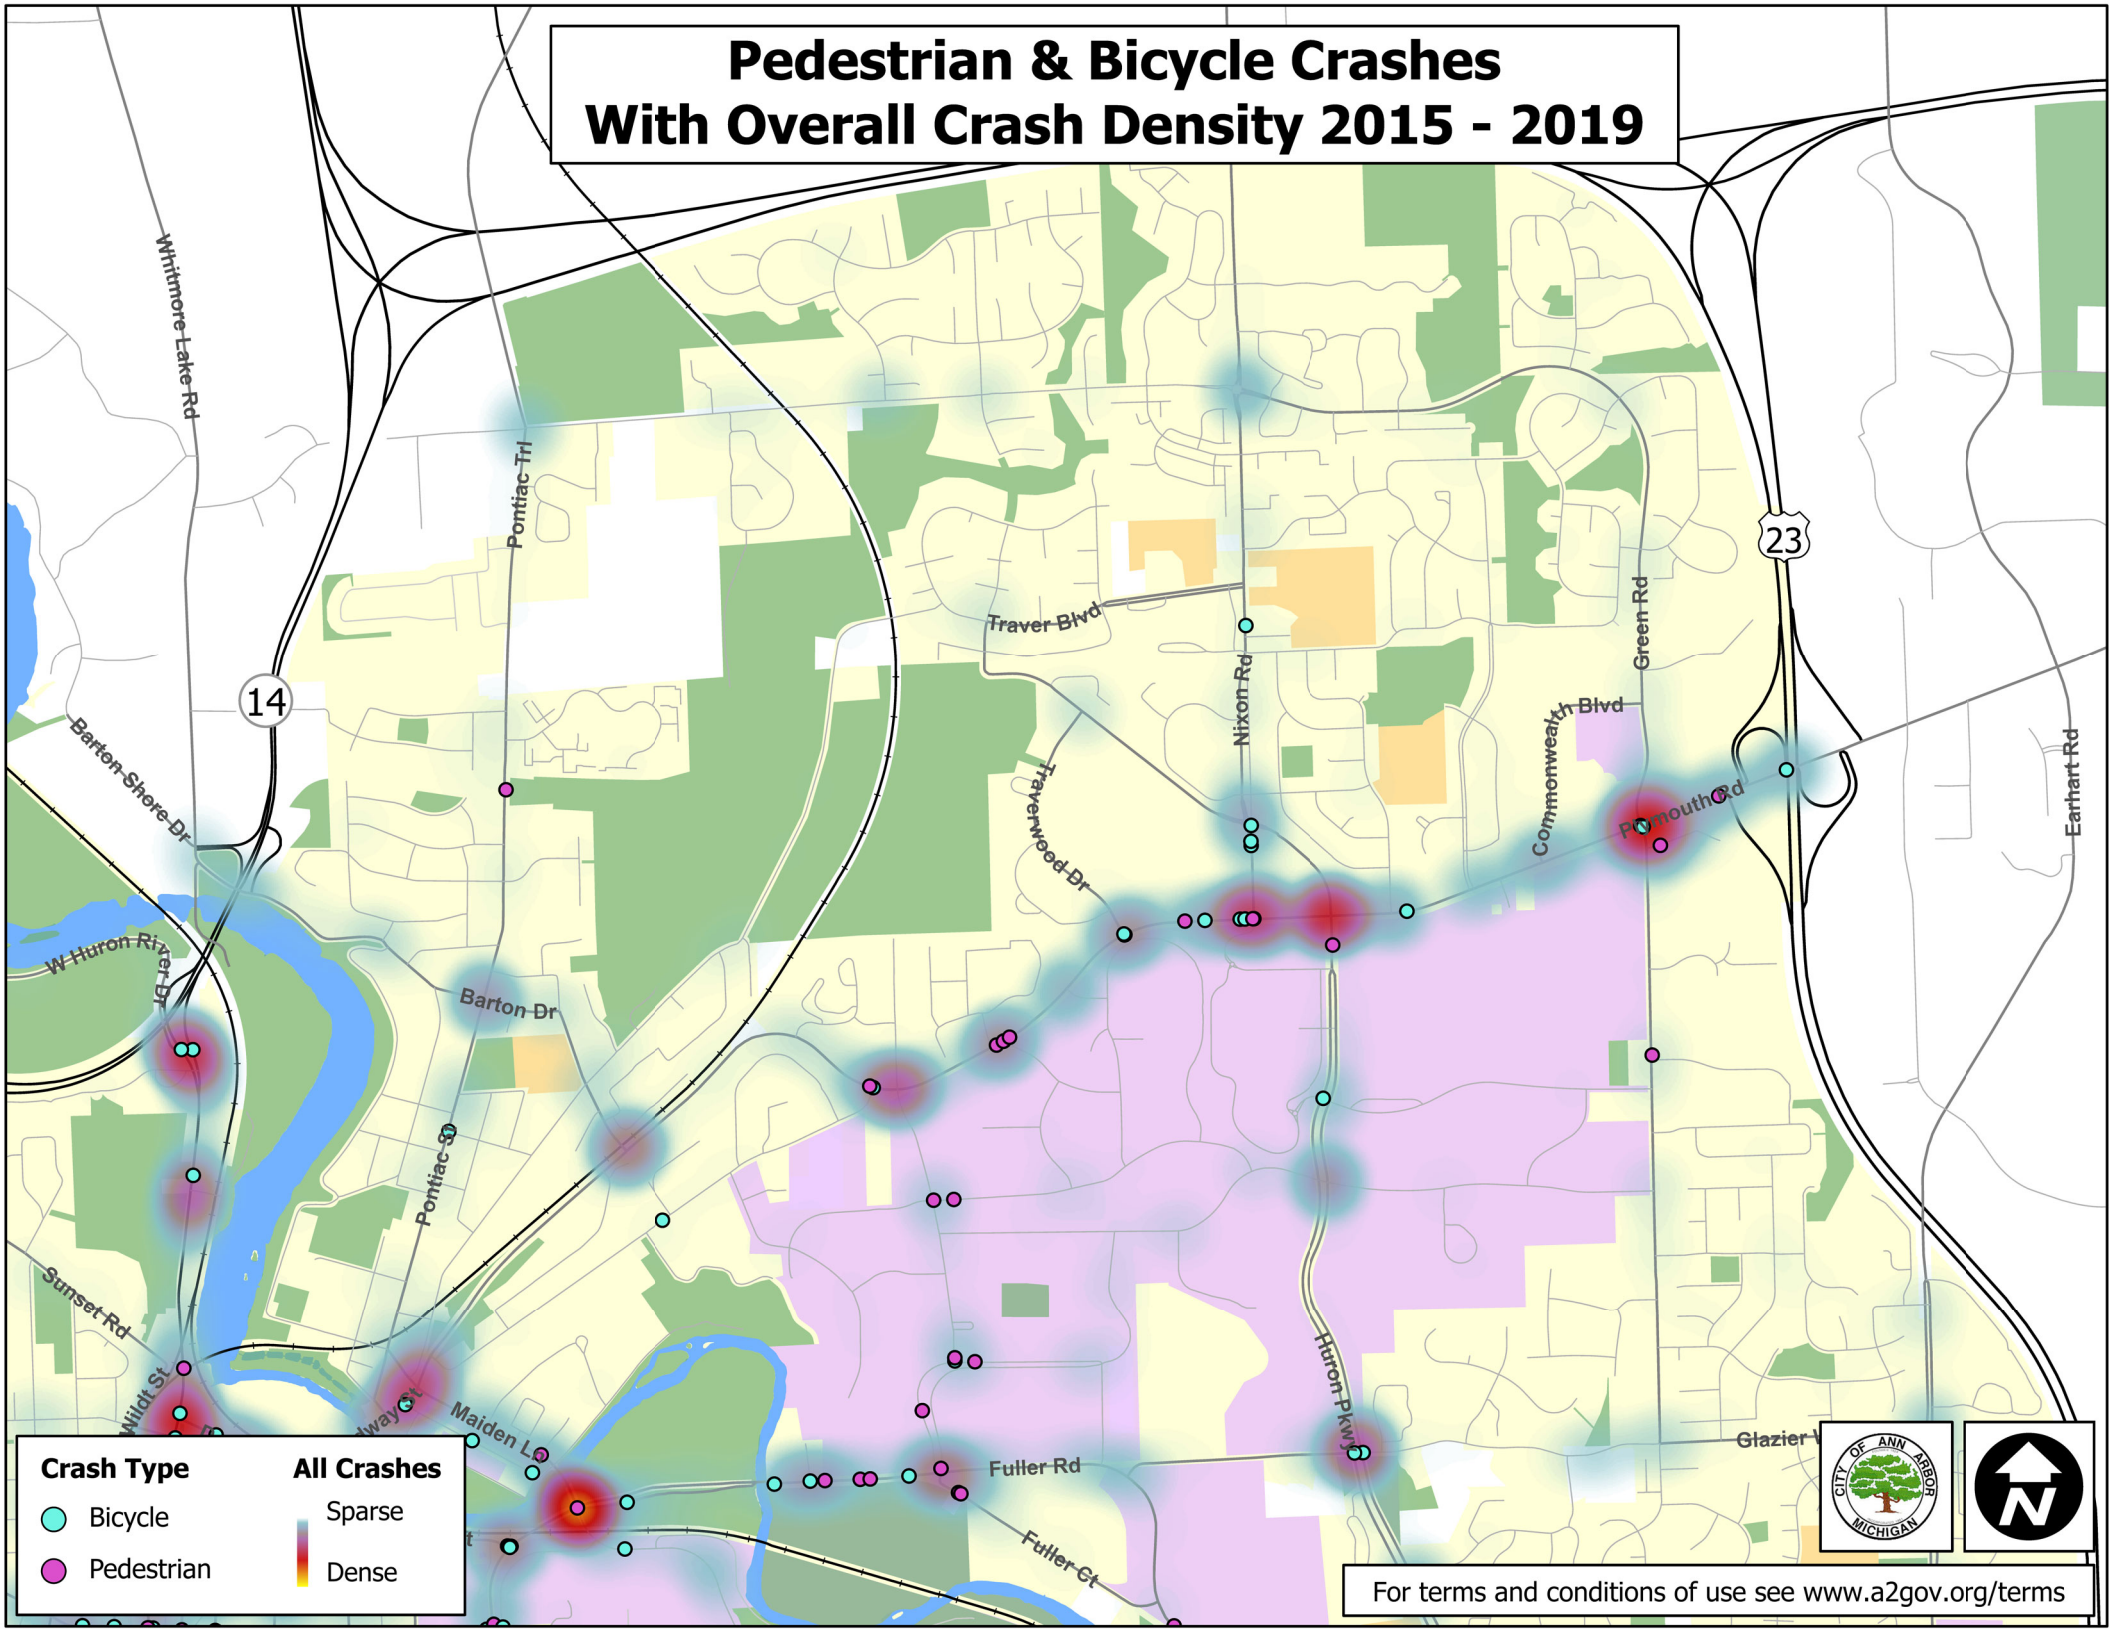 Pedestrian & Bicycle Crashes
With Overall Crash Density 2015 - 2019
Whitmore Lake Rd
Pontiac Trl
23
Traver Blvd
Green Rd
Nixon Rd
14
Commonwealth Blvd
Barton Shore Dr
Traverwood Dr
Plymouth Rd
Earhart Rd
W Huron River Dr
Barton Dr
Pontiac St
Sunset Rd
Huron Pkwy
Wildt St
dway St
Maiden Ln
Glazier W
Fuller Rd
Fuller Ct
Crash Type
Bicycle
Pedestrian
All Crashes
Sparse
Dense
CITY OF ANN ARBOR
MICHIGAN
N
For terms and conditions of use see www.a2gov.org/terms